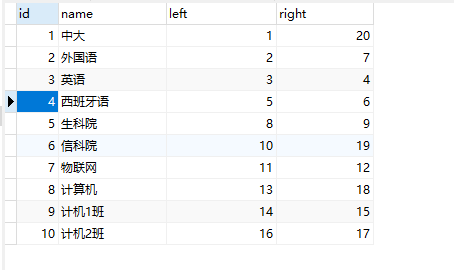 id name left right
1 中大 1 20
2 外国语 2 7
3 英语 3 4
4 西班牙语 5 6
5 生科院 8 9
6 信科院 10 19
7 物联网 11 12
8 计算机 13 18
9 计机1班 14 15
10 计机2班 16 17